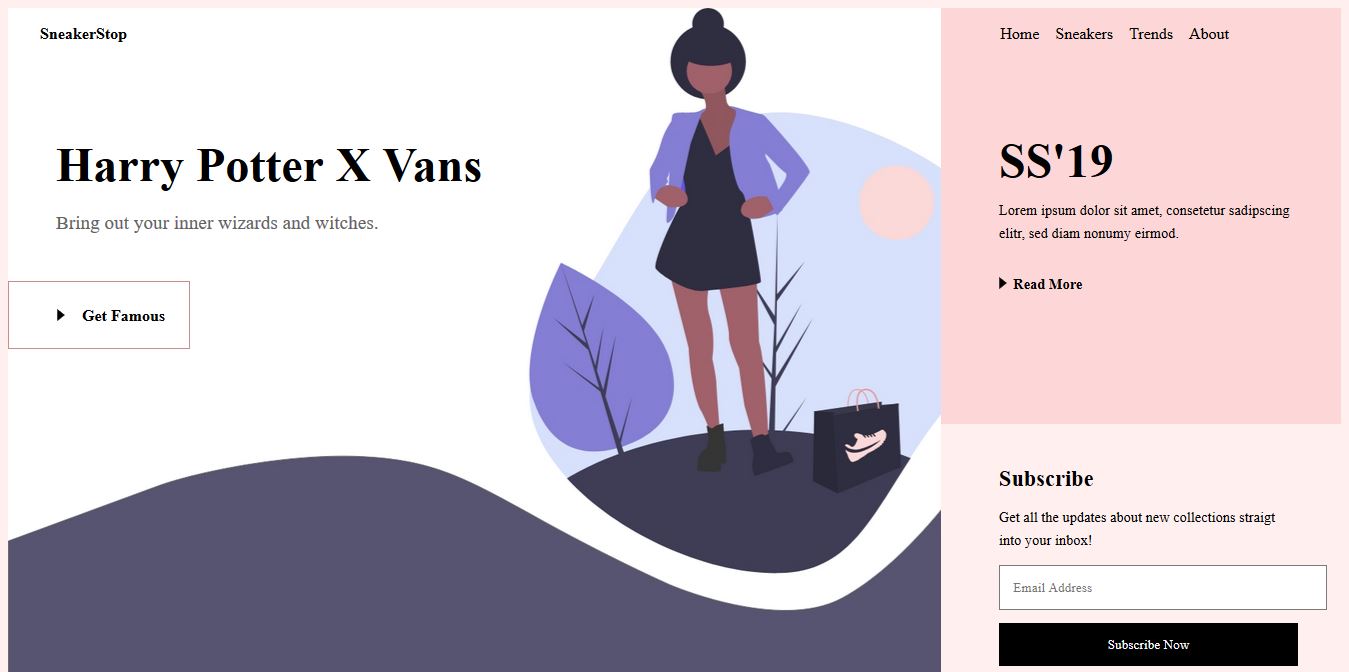 SneakerStop
Home Sneakers Trends About
Harry Potter X Vans
Bring out your inner wizards and witches.
Get Famous
SS'19
Lorem ipsum dolor sit amet, consetetur sadipscing
elitr, sed diam nonumy eirmod.
Read More
Subscribe
Get all the updates about new collections straigt
into your inbox!
Email Address
Subscribe Now